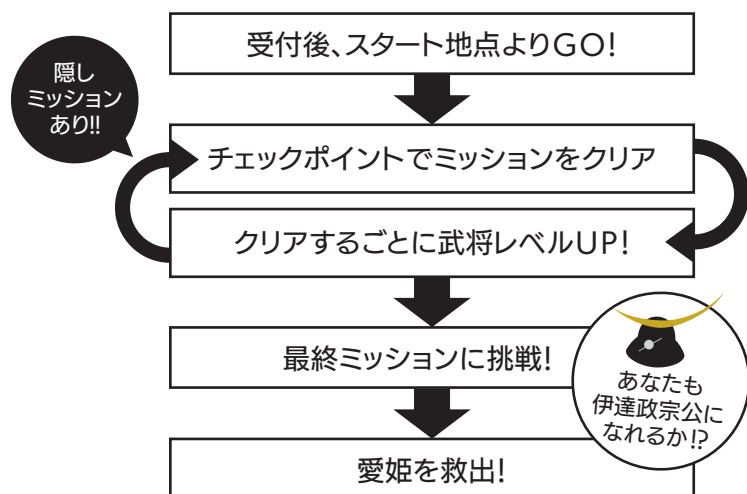 受付後、スタート地点よりGO!
隠し
ミッション
あり!!
チェックポイントでミッションをクリア
クリアするごとに武将レベルUP!
最終ミッションに挑戦!
あなたも
伊達政宗公に
なれるか!?
愛姫を救出!